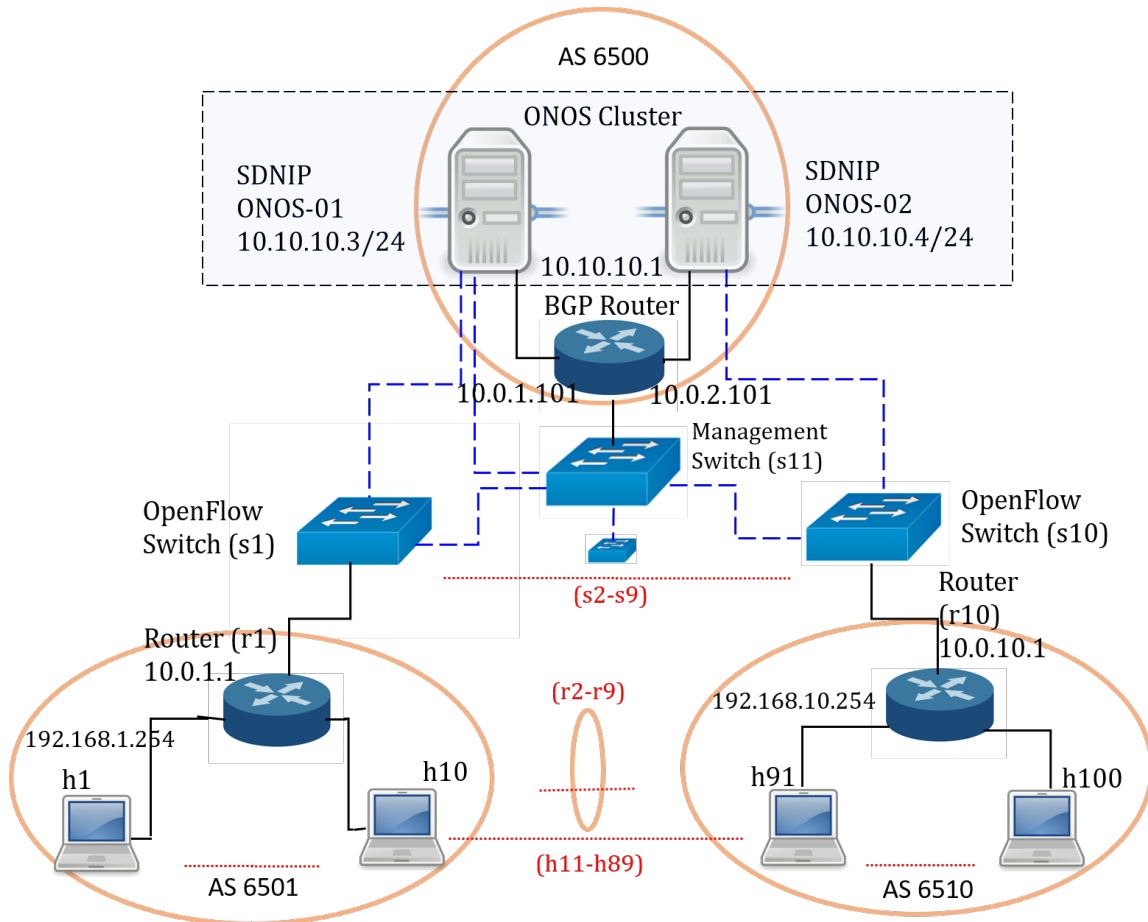 AS 6500
ONOS Cluster
SDNIP
ONOS-01
10.10.10.3/24
SDNIP
ONOS-02
10.10.10.4/24
10.10.10.1
BGP Router
10.0.1.101
10.0.2.101
Management
Switch (s11)
OpenFlow
Switch (s1)
OpenFlow
Switch (s10)
(s2-s9)
Router (r1)
10.0.1.1
Router
(r10)
10.0.10.1
(r2-r9)
192.168.1.254
192.168.10.254
h1
h10
h91
h100
(h11-h89)
AS 6501
AS 6510